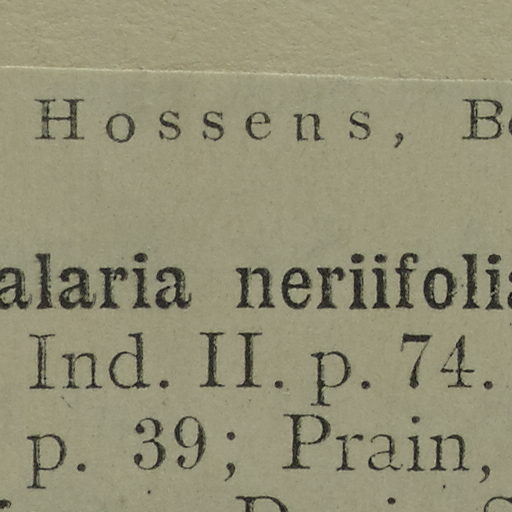 Hossens,
alaria neriifolia
Ind. II. p. 74.
p. 39; Prain,